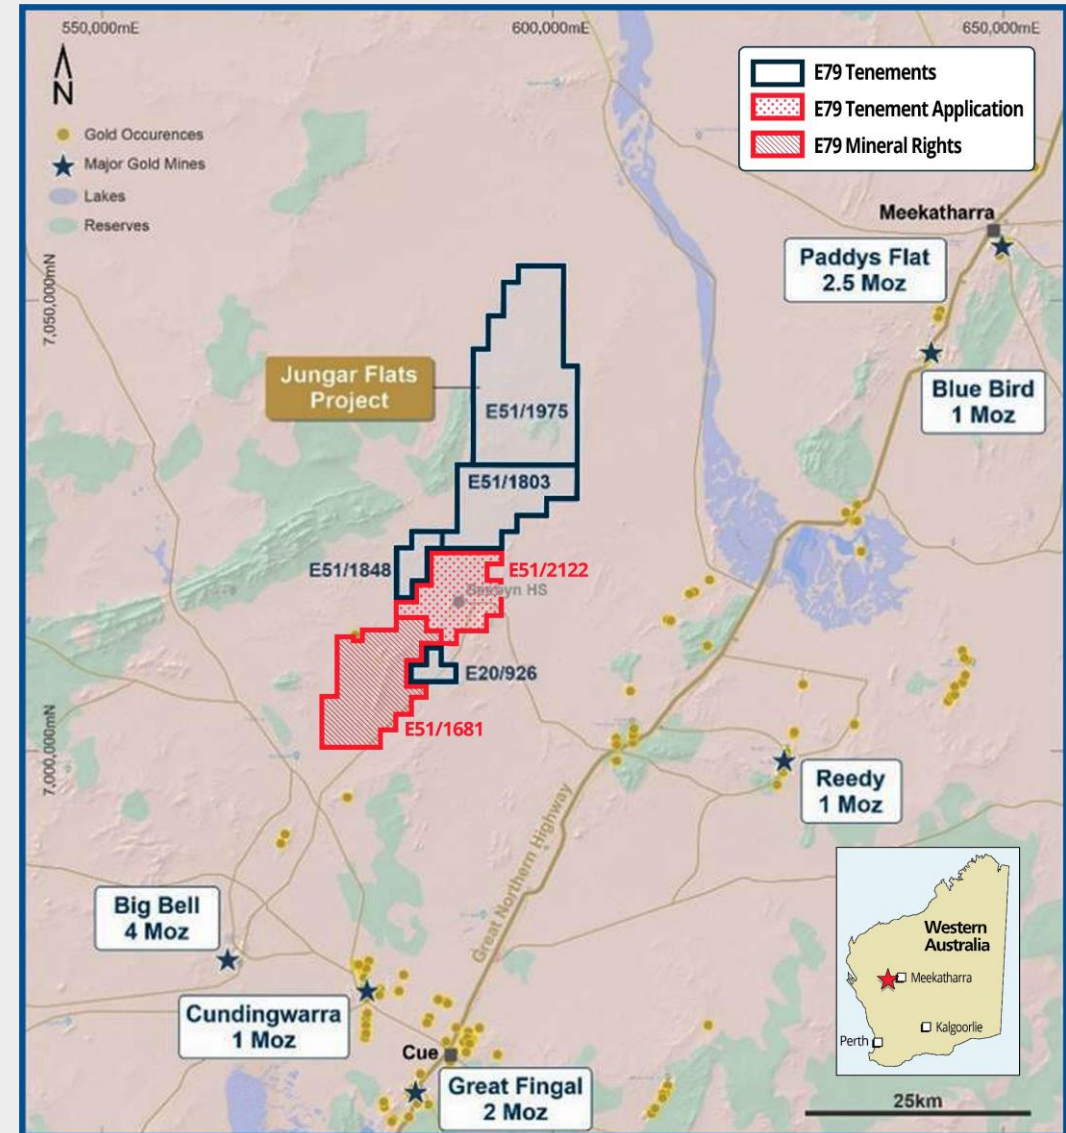 550,000mE
600,000mE
650,000mE
N
Gold Occurences
Major Gold Mines
Lakes
Reserves
E79 Tenements
E79 Tenement Application
E79 Mineral Rights
Meekatharra
Paddys Flat
2.5 Moz
7,050,000mN
Blue Bird
1 Moz
Jungar Flats
Project
E51/1975
E51/1803
E51/1848
E51/2122
HS
E20/926
E51/1681
7,000,000mN
Reedy
1 Moz
Great Northern Highway
Big Bell
4 Moz
Cundingwarra
1 Moz
Cue
Great Fingal
2 Moz
Western
Australia
Meekatharra
Kalgoorlie
Perth
25km